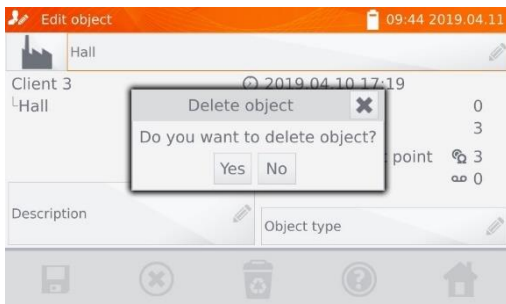 Edit object
09:44 2019.04.11
Hall
Client 3
2019.04.10 17:19
└Hall
0
3
point
3
0
Delete object
Do you want to delete object?
Yes
No
Description
Object type